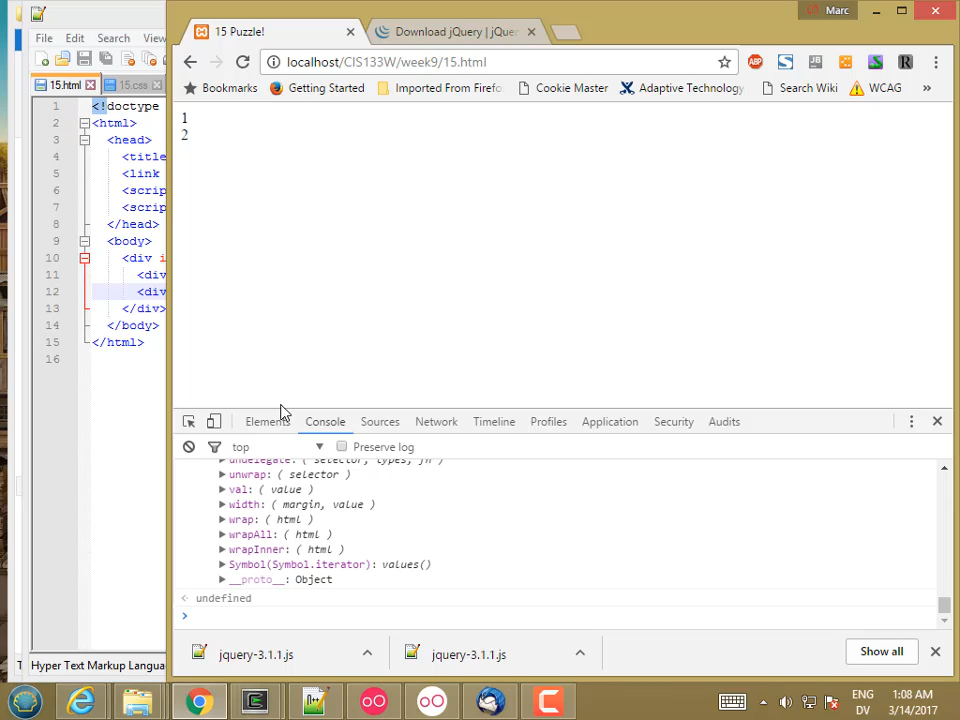 Marc
15 Puzzle!
Download jQuery | jQue
File Edit Search View
localhost/CIS133W/week9/15.html
ABP
S
JB
R
15.html
15.css
Bookmarks
Getting Started
Imported From Firefo
Cookie Master
Adaptive Technology
Search Wiki
WCAG
»
1 <!doctype
2 <html>
3 <head>
4 <title
5 <link
6 <scrip
7 <scrip
8 </head>
9 <body>
10 <div i
11 <div
12 <div
13 </div>
14 </body>
15 </html>
16
1
2
Elements Console Sources Network Timeline Profiles Application Security Audits
top
Preserve log
undelegate: ( selector, types, fn )
unwrap: ( selector )
val: ( value )
width: ( margin, value )
wrap: ( html )
wrapAll: ( html )
wrapInner: ( html )
Symbol(Symbol.iterator): values()
__proto__: Object
undefined
jquery-3.1.1.js
jquery-3.1.1.js
Show all
Hyper Text Markup Langua
ENG
DV
1:08 AM
3/14/2017